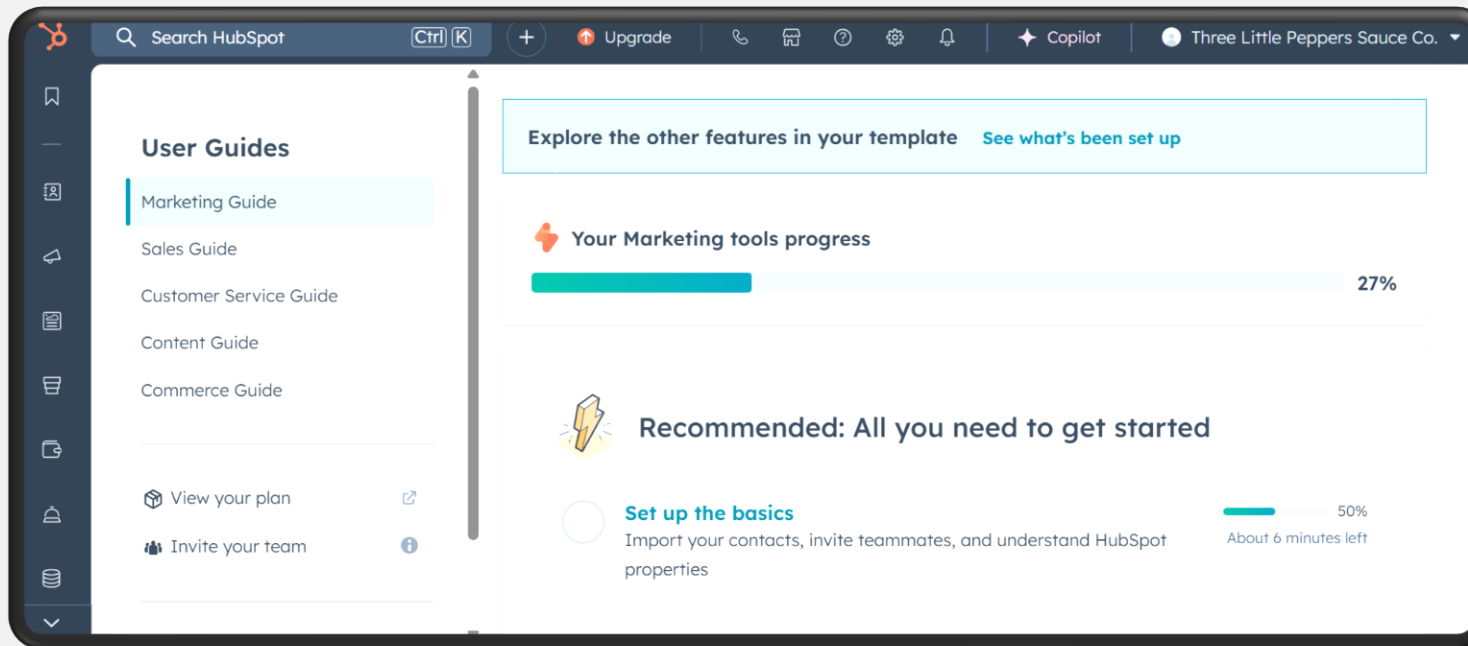 Search HubSpot Ctrl K + Upgrade Copilot Three Little Peppers Sauce Co.
User Guides
Marketing Guide
Sales Guide
Customer Service Guide
Content Guide
Commerce Guide
View your plan
Invite your team
Explore the other features in your template See what's been set up
Your Marketing tools progress
27%
Recommended: All you need to get started
Set up the basics
Import your contacts, invite teammates, and understand HubSpot
properties
50%
About 6 minutes left